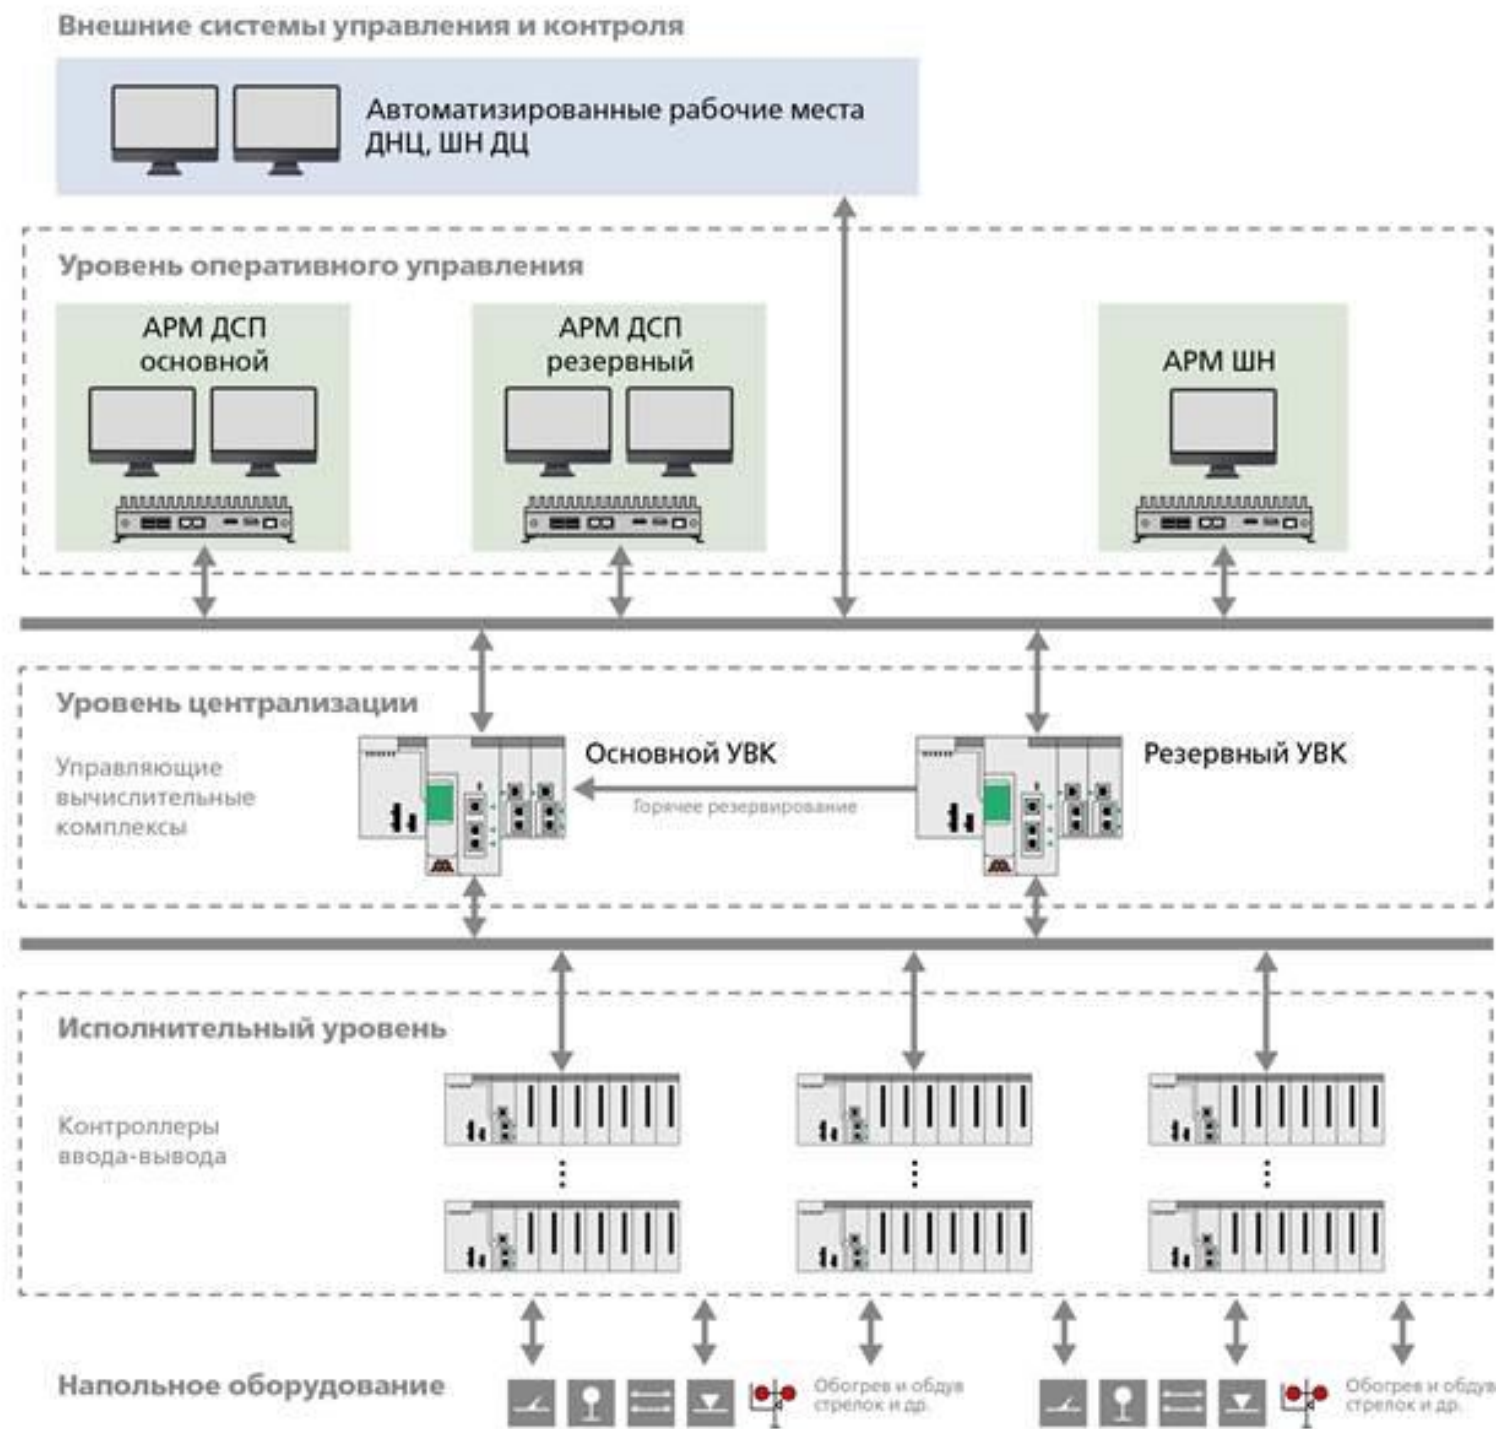 Внешние системы управления и контроля
Автоматизированные рабочие места
ДНЦ, ШН ДЦ
Уровень оперативного управления
АРМ ДСП
основной
АРМ ДСП
резервный
АРМ ШН
Уровень централизации
Управляющие
вычислительные
комплексы
Основной УВК
Горячее резервирование
Резервный УВК
Исполнительный уровень
Контроллеры
ввода-вывода
Напольное оборудование
Обогрев и обдув
стрелок и др.
Обогрев и обдув
стрелок и др.